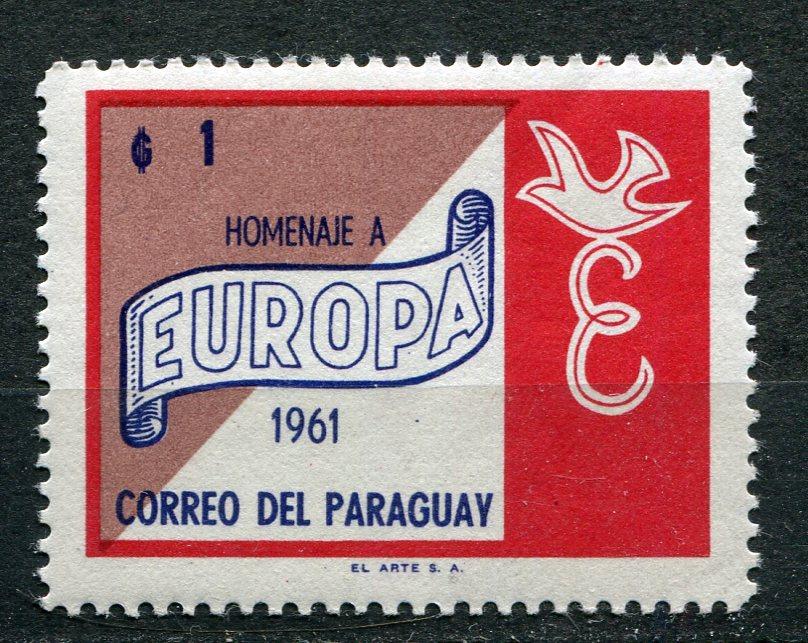 ₲ 1
HOMENAJE A
EUROPA
1961
CORREO DEL PARAGUAY
E
EL ARTE S. A.